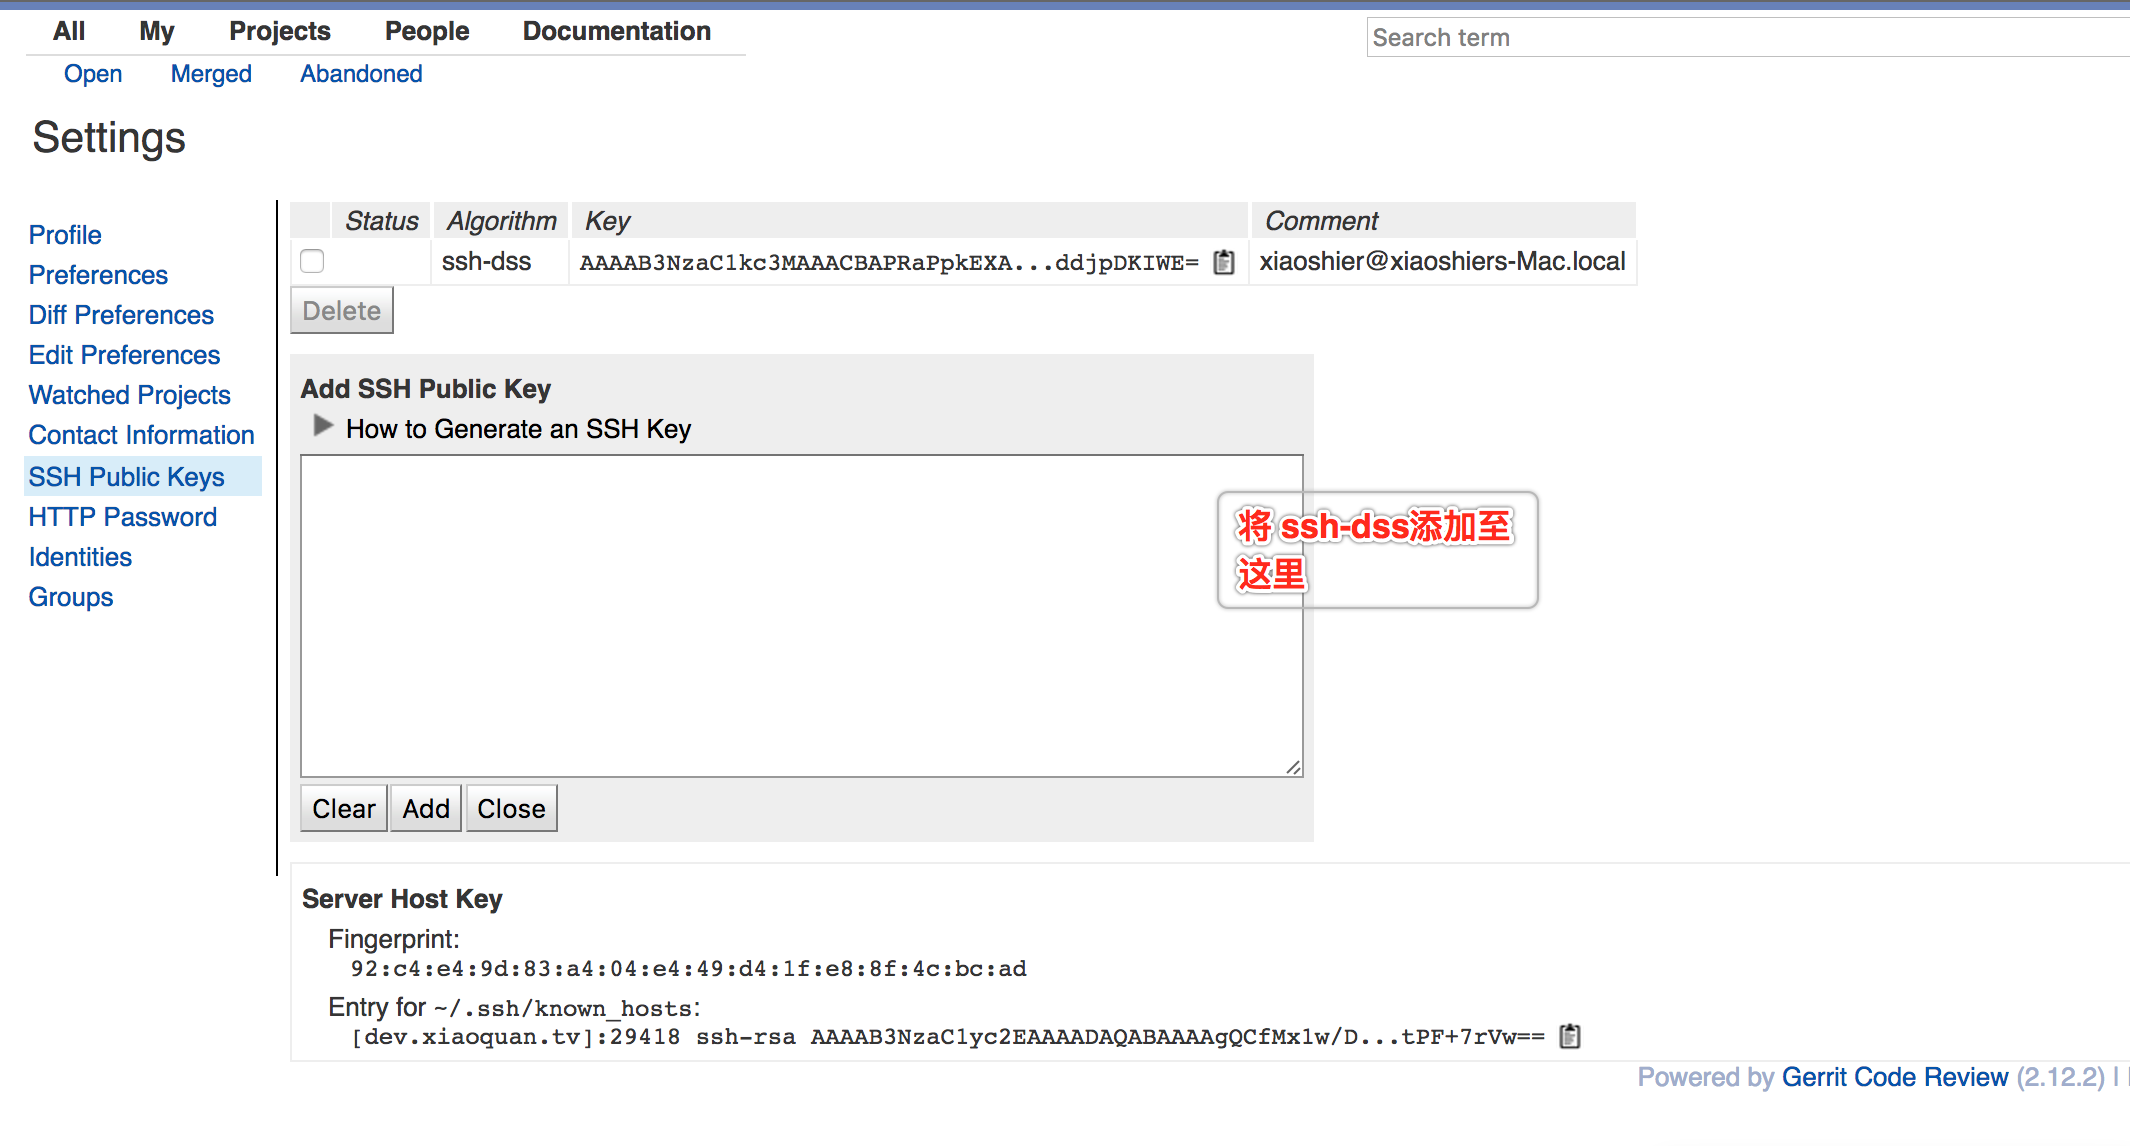 All My Projects People Documentation
Search term
Open Merged Abandoned
Settings
Profile
Preferences
Diff Preferences
Edit Preferences
Watched Projects
Contact Information
SSH Public Keys
HTTP Password
Identities
Groups
Status Algorithm Key Comment
ssh-dss AAAAB3NzaC1kc3MAAACBAPRaPpkEXA...ddjpDKIWE= xiaoshier@xiaoshiers-Mac.local
Delete
Add SSH Public Key
How to Generate an SSH Key
将 ssh-dss添加至
这里
Clear Add Close
Server Host Key
Fingerprint:
92:c4:e4:9d:83:a4:04:e4:49:d4:1f:e8:8f:4c:bc:ad
Entry for ~/.ssh/known_hosts:
[dev.xiaoquan.tv]:29418 ssh-rsa AAAAB3NzaC1yc2EAAAADAQABAAAAgQCfMx1w/D...tPF+7rVw==
Powered by Gerrit Code Review (2.12.2) |